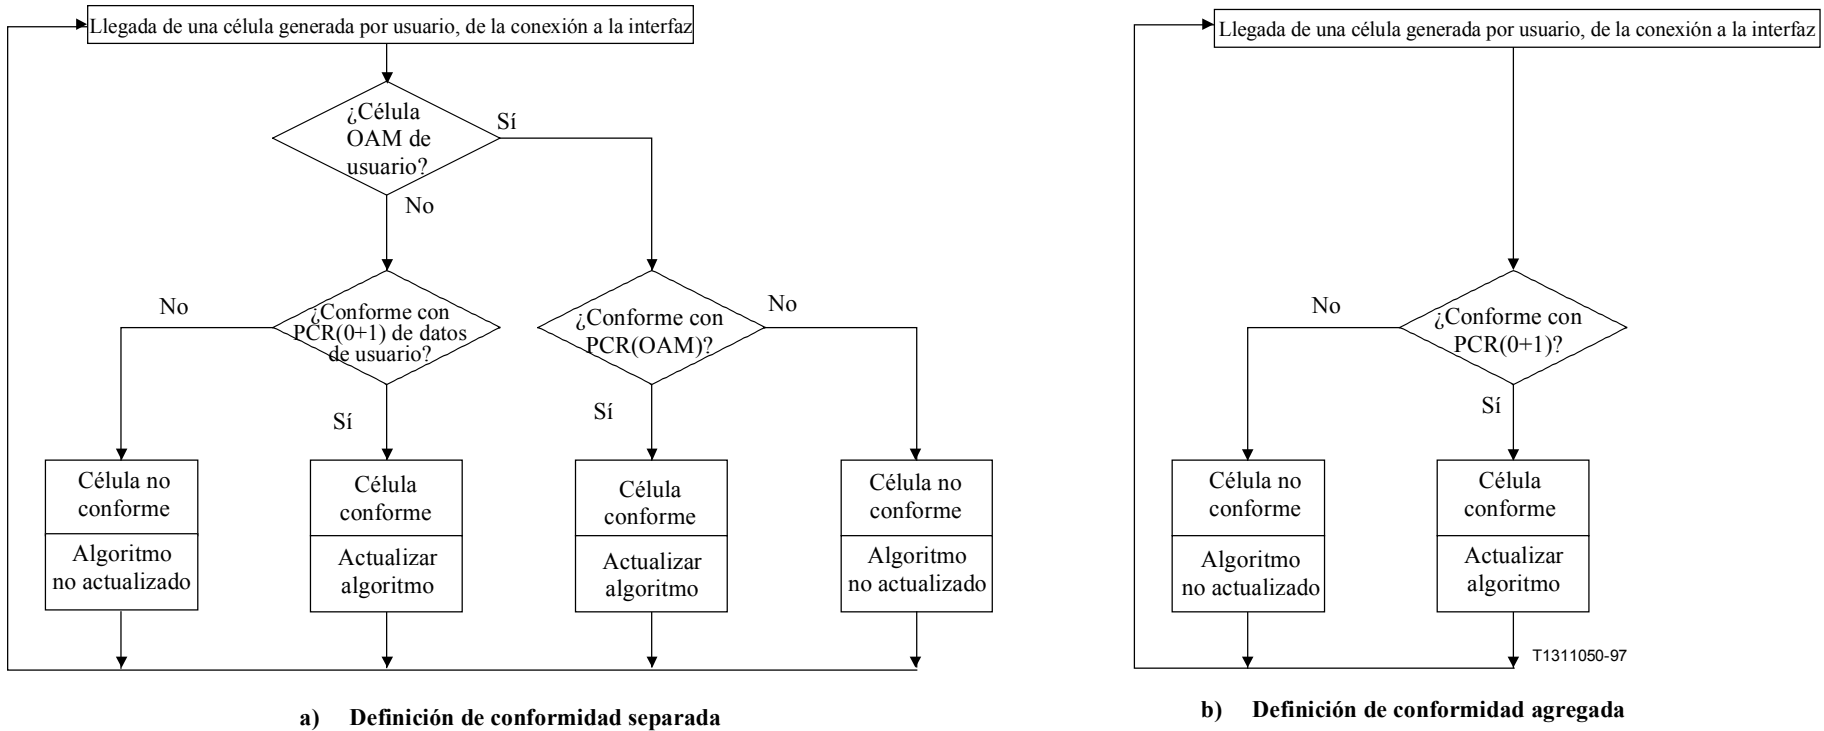 Llegada de una célula generada por usuario, de la conexión a la interfaz
¿Célula
OAM de
usuario?
Sí
No
No
¿Conforme con
PCR(0+1) de datos
de usuario?
Sí
¿Conforme con
PCR(OAM)?
No
Sí
Célula no
conforme
Algoritmo
no actualizado
Célula
conforme
Actualizar
algoritmo
Célula
conforme
Actualizar
algoritmo
Célula no
conforme
Algoritmo
no actualizado
a) Definición de conformidad separada
Llegada de una célula generada por usuario, de la conexión a la interfaz
No
¿Conforme con
PCR(0+1)?
Sí
Célula no
conforme
Algoritmo
no actualizado
Célula
conforme
Actualizar
algoritmo
T1311050-97
b) Definición de conformidad agregada